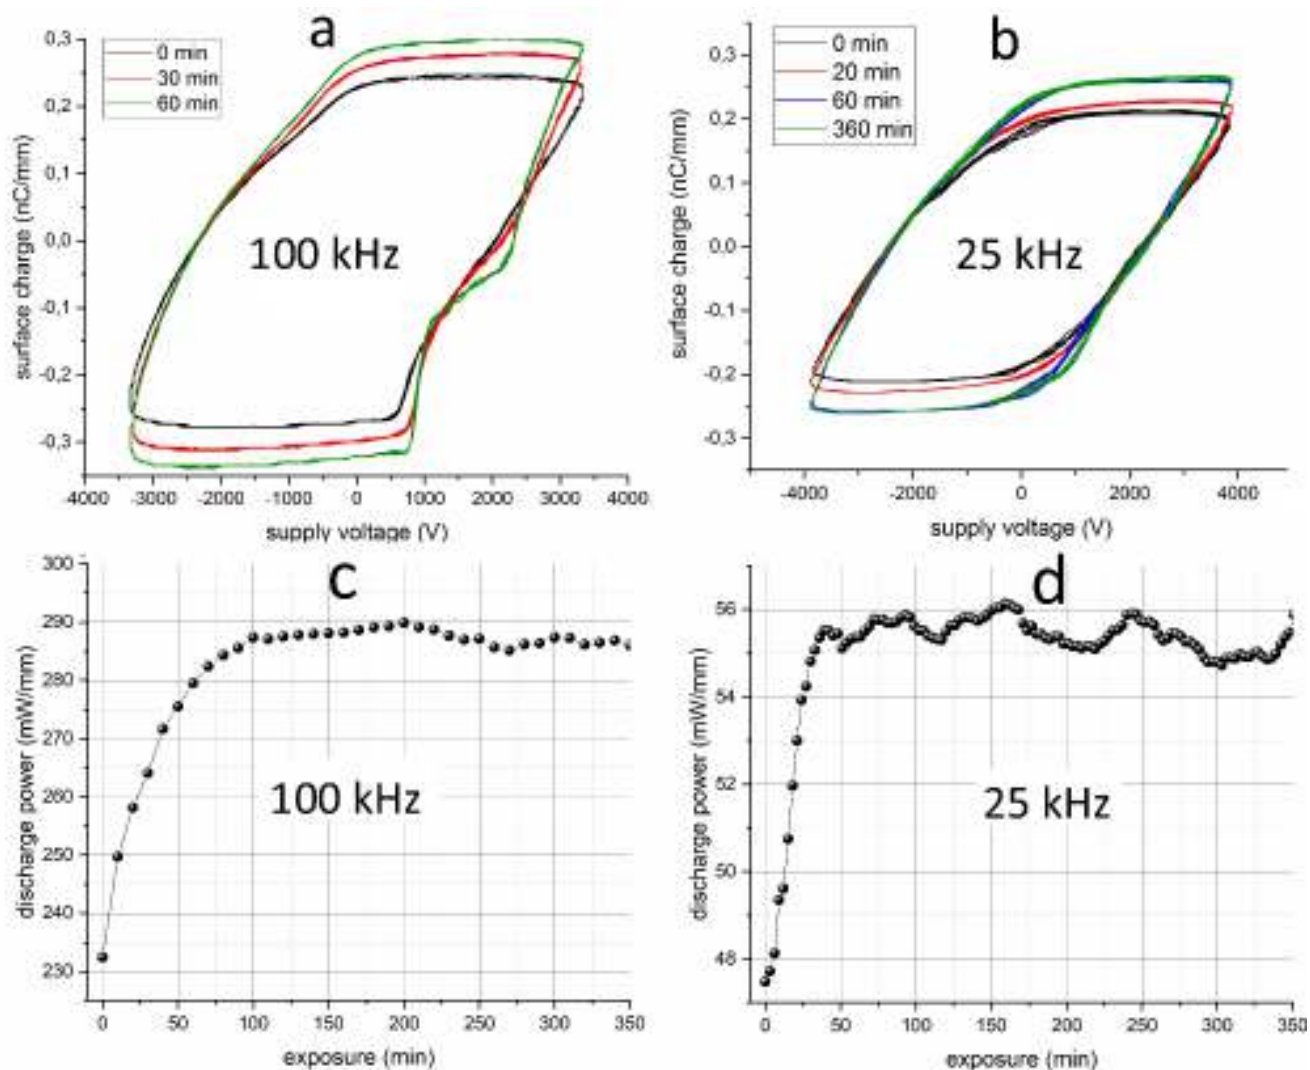 a
0 min
30 min
60 min
0,3
0,2
0,1
0,0
-0,1
-0,2
-0,3
surface charge (nC/mm)
100 kHz
-4000 -3000 -2000 -1000 0 1000 2000 3000 4000
supply voltage (V)
b
0 min
20 min
60 min
360 min
0,3
0,2
0,1
0,0
-0,1
-0,2
-0,3
surface charge (nC/mm)
25 kHz
-4000 -2000 0 2000 4000
supply voltage (V)
c
300
290
280
270
260
250
240
230
discharge power (mW/mm)
100 kHz
0 50 100 150 200 250 300 350
exposure (min)
d
56
54
52
50
48
discharge power (mW/mm)
25 kHz
0 50 100 150 200 250 300 350
exposure (min)